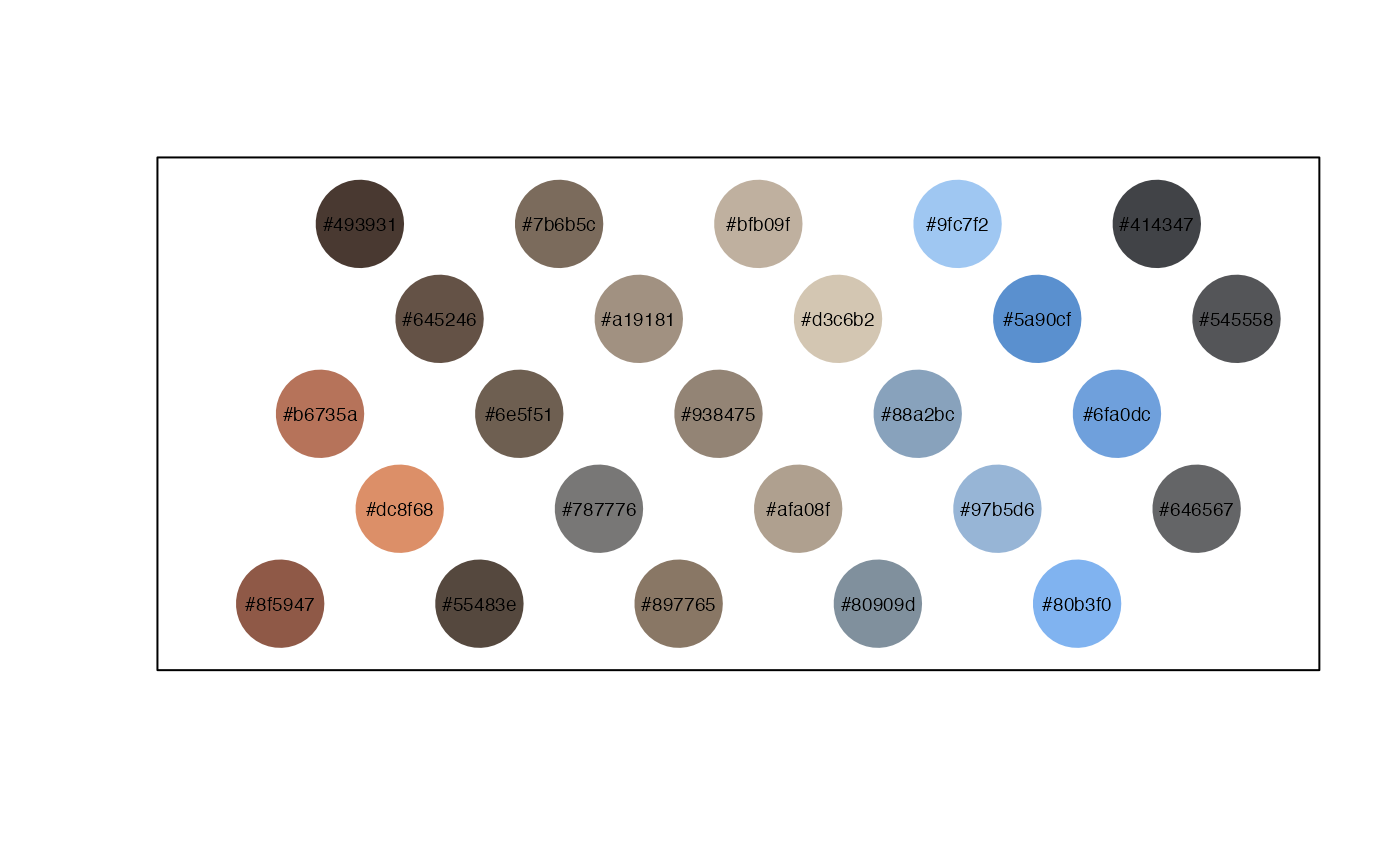 #493931 #7b6b5c #bfb09f #9fc7f2 #414347
#645246 #a19181 #d3c6b2 #5a90cf #545558
#b6735a #6e5f51 #938475 #88a2bc #6fa0dc
#dc8f68 #787776 #afa08f #97b5d6 #646567
#8f5947 #55483e #897765 #80909d #80b3f0